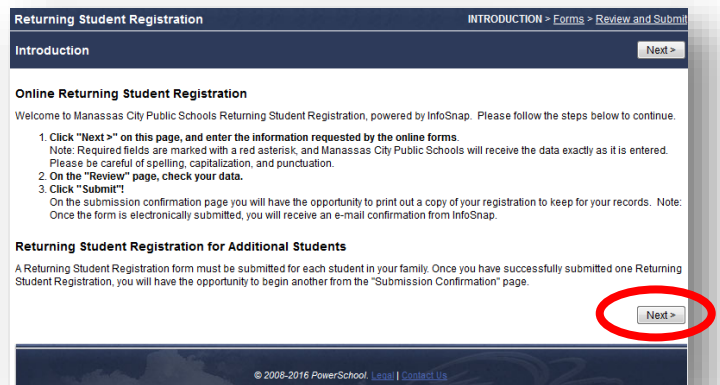 Returning Student Registration INTRODUCTION > Forms > Review and Submit
Introduction Next >
Online Returning Student Registration
Welcome to Manassas City Public Schools Returning Student Registration, powered by InfoSnap. Please follow the steps below to continue.
1. Click "Next >" on this page, and enter the information requested by the online forms.
Note: Required fields are marked with a red asterisk, and Manassas City Public Schools will receive the data exactly as it is entered.
Please be careful of spelling, capitalization, and punctuation.
2. On the "Review" page, check your data.
3. Click "Submit"!
On the submission confirmation page you will have the opportunity to print out a copy of your registration to keep for your records. Note:
Once the form is electronically submitted, you will receive an e-mail confirmation from InfoSnap.
Returning Student Registration for Additional Students
A Returning Student Registration form must be submitted for each student in your family. Once you have successfully submitted one Returning
Student Registration, you will have the opportunity to begin another from the "Submission Confirmation" page.
Next >
© 2008-2016 PowerSchool. Legal | Contact Us